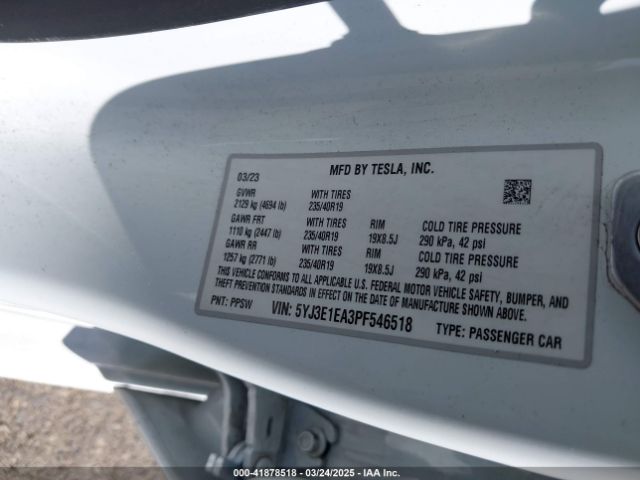 MFD BY TESLA, INC.
03/23
GVWR WITH TIRES
2129 kg (4694 lb) 235/40R19
GAWR FRT WITH TIRES RIM COLD TIRE PRESSURE
1110 kg (2447 lb) 235/40R19 19X8.5J 290 kPa, 42 psi
GAWR RR WITH TIRES RIM COLD TIRE PRESSURE
1257 kg (2771 lb) 235/40R19 19X8.5J 290 kPa, 42 psi
THIS VEHICLE CONFORMS TO ALL APPLICABLE U.S. FEDERAL MOTOR VEHICLE SAFETY, BUMPER, AND
THEFT PREVENTION STANDARDS IN EFFECT ON THE DATE OF MANUFACTURE SHOWN ABOVE.
PNT: PPSW VIN: 5YJ3E1EA3PF546518 TYPE: PASSENGER CAR
000-41878518 - 03/24/2025 - IAA Inc.